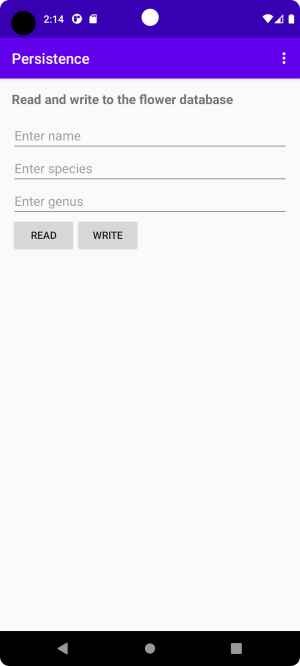 2:14
Persistence
Read and write to the flower database
Enter name
Enter species
Enter genus
READ WRITE